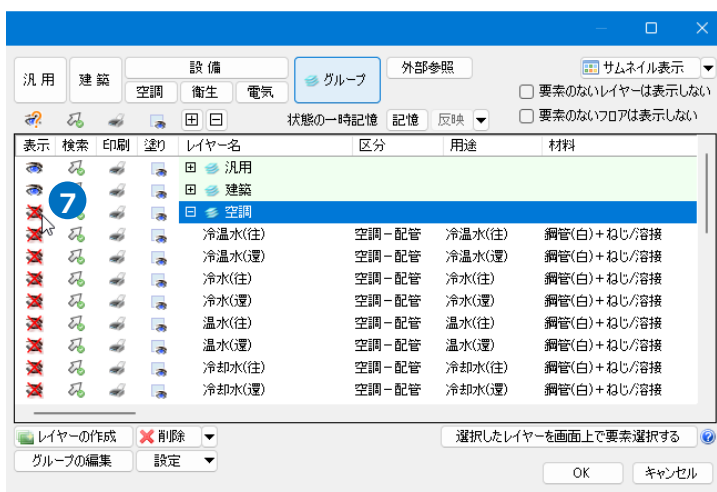 汎用 建築 設備 グループ 外部参照 サムネイル表示
空調 衛生 電気 要素のないレイヤーは表示しない
状態の一時記憶 記憶 反映 要素のないフロアは表示しない
表示 検索 印刷 塗り レイヤー名 区分 用途 材料
汎用
建築
7
空調
冷温水(往) 空調-配管 冷温水(往) 鋼管(白)+ねじ/溶接
冷温水(還) 空調-配管 冷温水(還) 鋼管(白)+ねじ/溶接
冷水(往) 空調-配管 冷水(往) 鋼管(白)+ねじ/溶接
冷水(還) 空調-配管 冷水(還) 鋼管(白)+ねじ/溶接
温水(往) 空調-配管 温水(往) 鋼管(白)+ねじ/溶接
温水(還) 空調-配管 温水(還) 鋼管(白)+ねじ/溶接
冷却水(往) 空調-配管 冷却水(往) 鋼管(白)+ねじ/溶接
冷却水(還) 空調-配管 冷却水(還) 鋼管(白)+ねじ/溶接
レイヤーの作成 削除 選択したレイヤーを画面上で要素選択する
グループの編集 設定
OK キャンセル